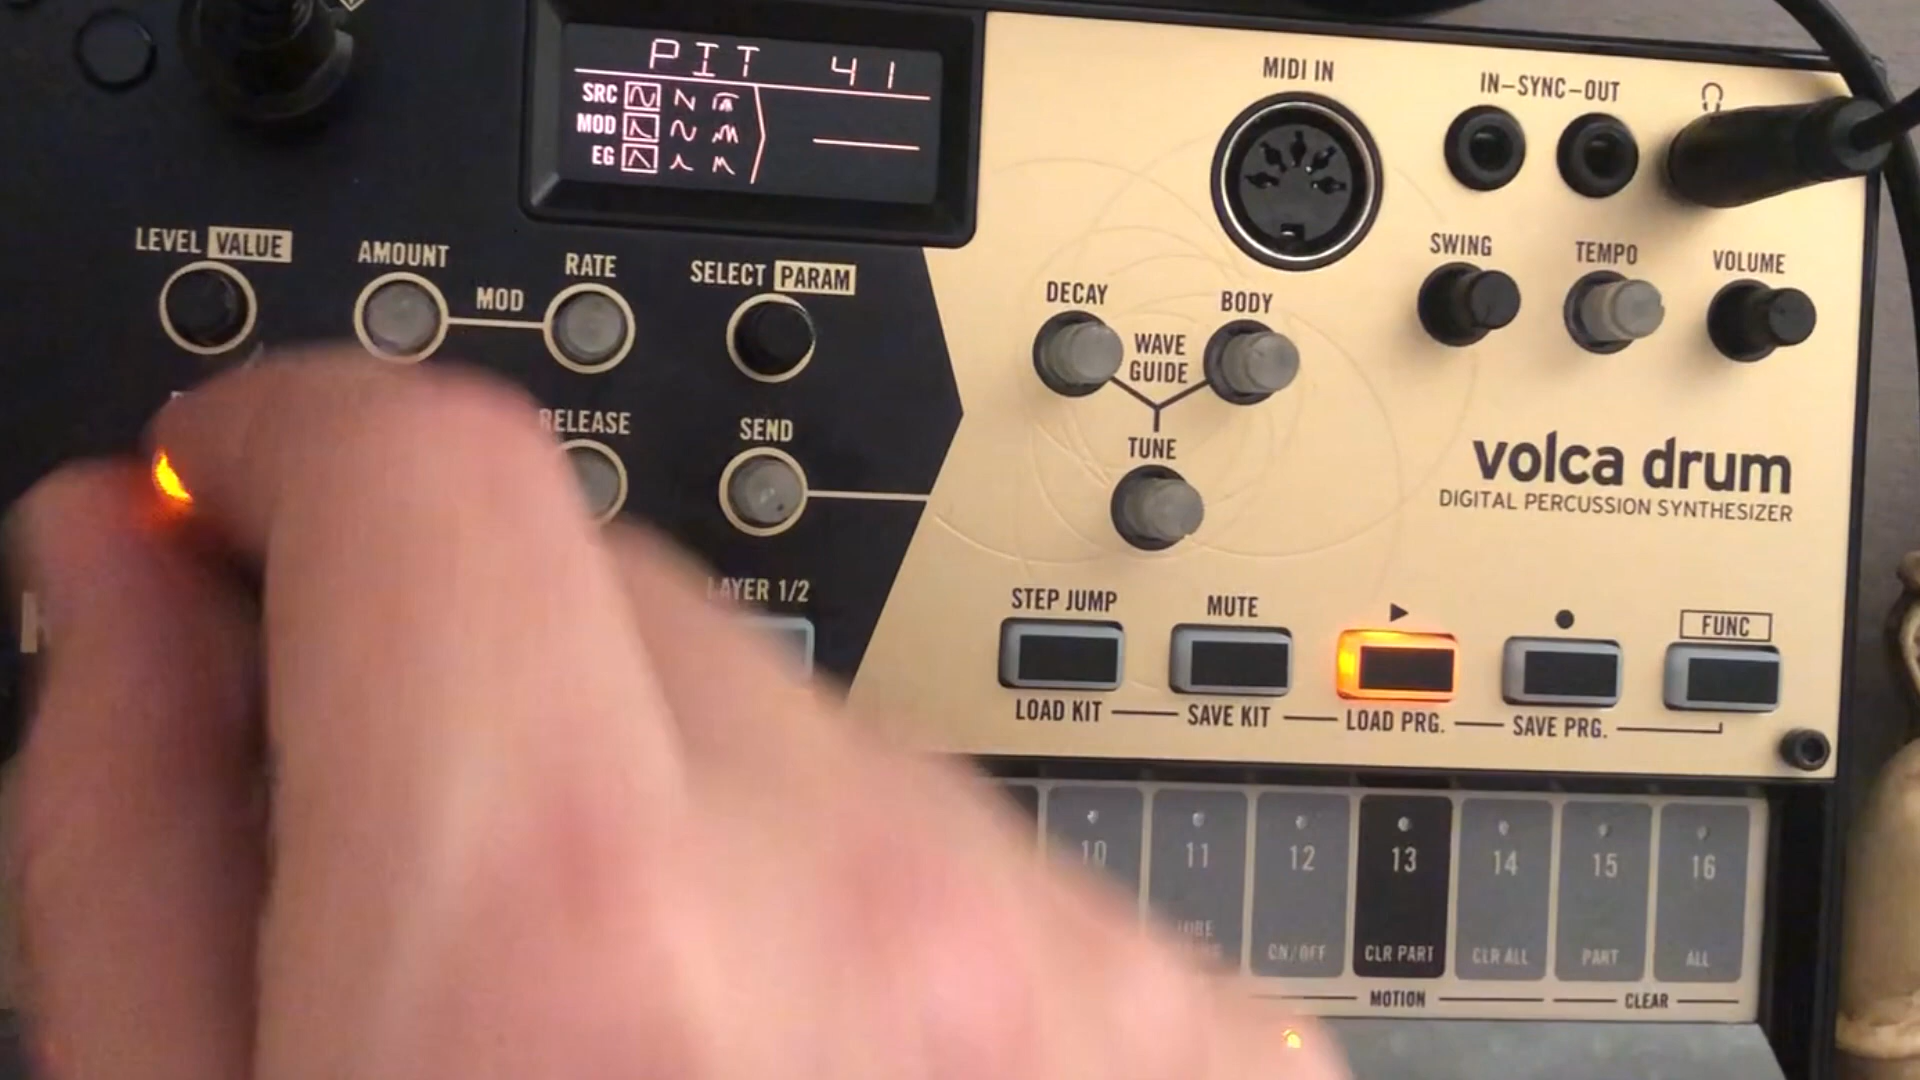 PIT 41
SRC
MOD
EG
MIDI IN
IN-SYNC-OUT
LEVEL VALUE
AMOUNT
MOD
RATE
SELECT PARAM
DECAY
BODY
WAVE
GUIDE
TUNE
SWING
TEMPO
VOLUME
RELEASE
SEND
volca drum
DIGITAL PERCUSSION SYNTHESIZER
LAYER 1/2
STEP JUMP
MUTE
FUNC
LOAD KIT
SAVE KIT
LOAD PRG.
SAVE PRG.
10
11
12
13
14
15
16
ON/OFF
CLR PART
CLR ALL
PART
ALL
MOTION
CLEAR